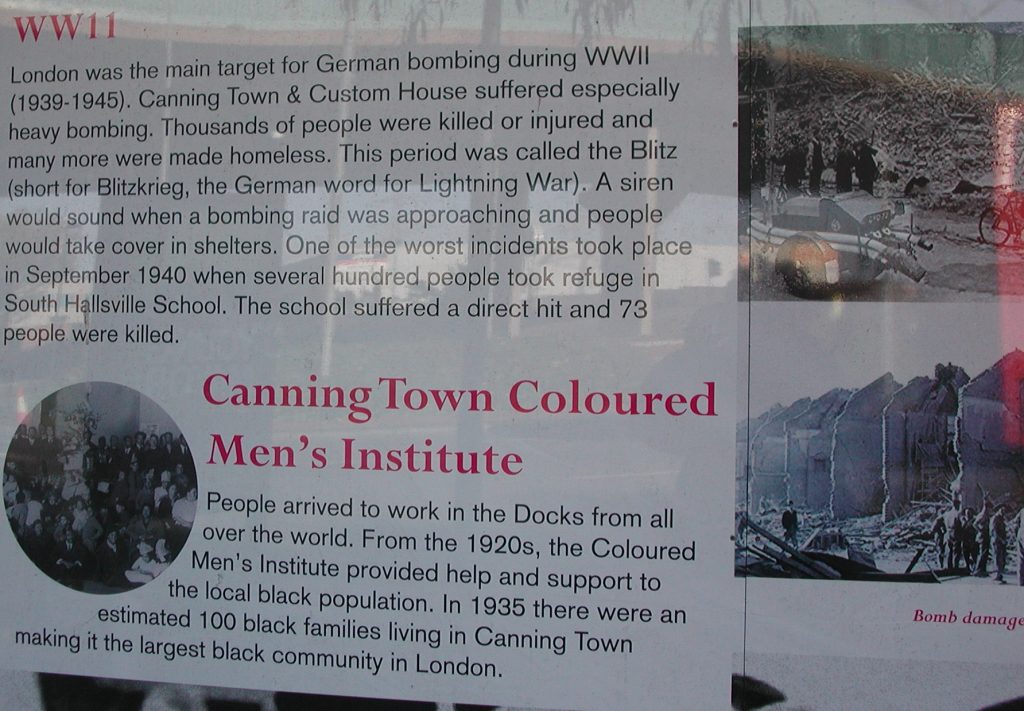 WW11
London was the main target for German bombing during WWII
(1939-1945). Canning Town & Custom House suffered especially
heavy bombing. Thousands of people were killed or injured and
many more were made homeless. This period was called the Blitz
(short for Blitzkrieg, the German word for Lightning War). A siren
would sound when a bombing raid was approaching and people
would take cover in shelters. One of the worst incidents took place
in September 1940 when several hundred people took refuge in
South Hallsville School. The school suffered a direct hit and 73
people were killed.
Canning Town Coloured
Men's Institute
People arrived to work in the Docks from all
over the world. From the 1920s, the Coloured
Men's Institute provided help and support to
the local black population. In 1935 there were an
estimated 100 black families living in Canning Town
making it the largest black community in London.
Bomb damage